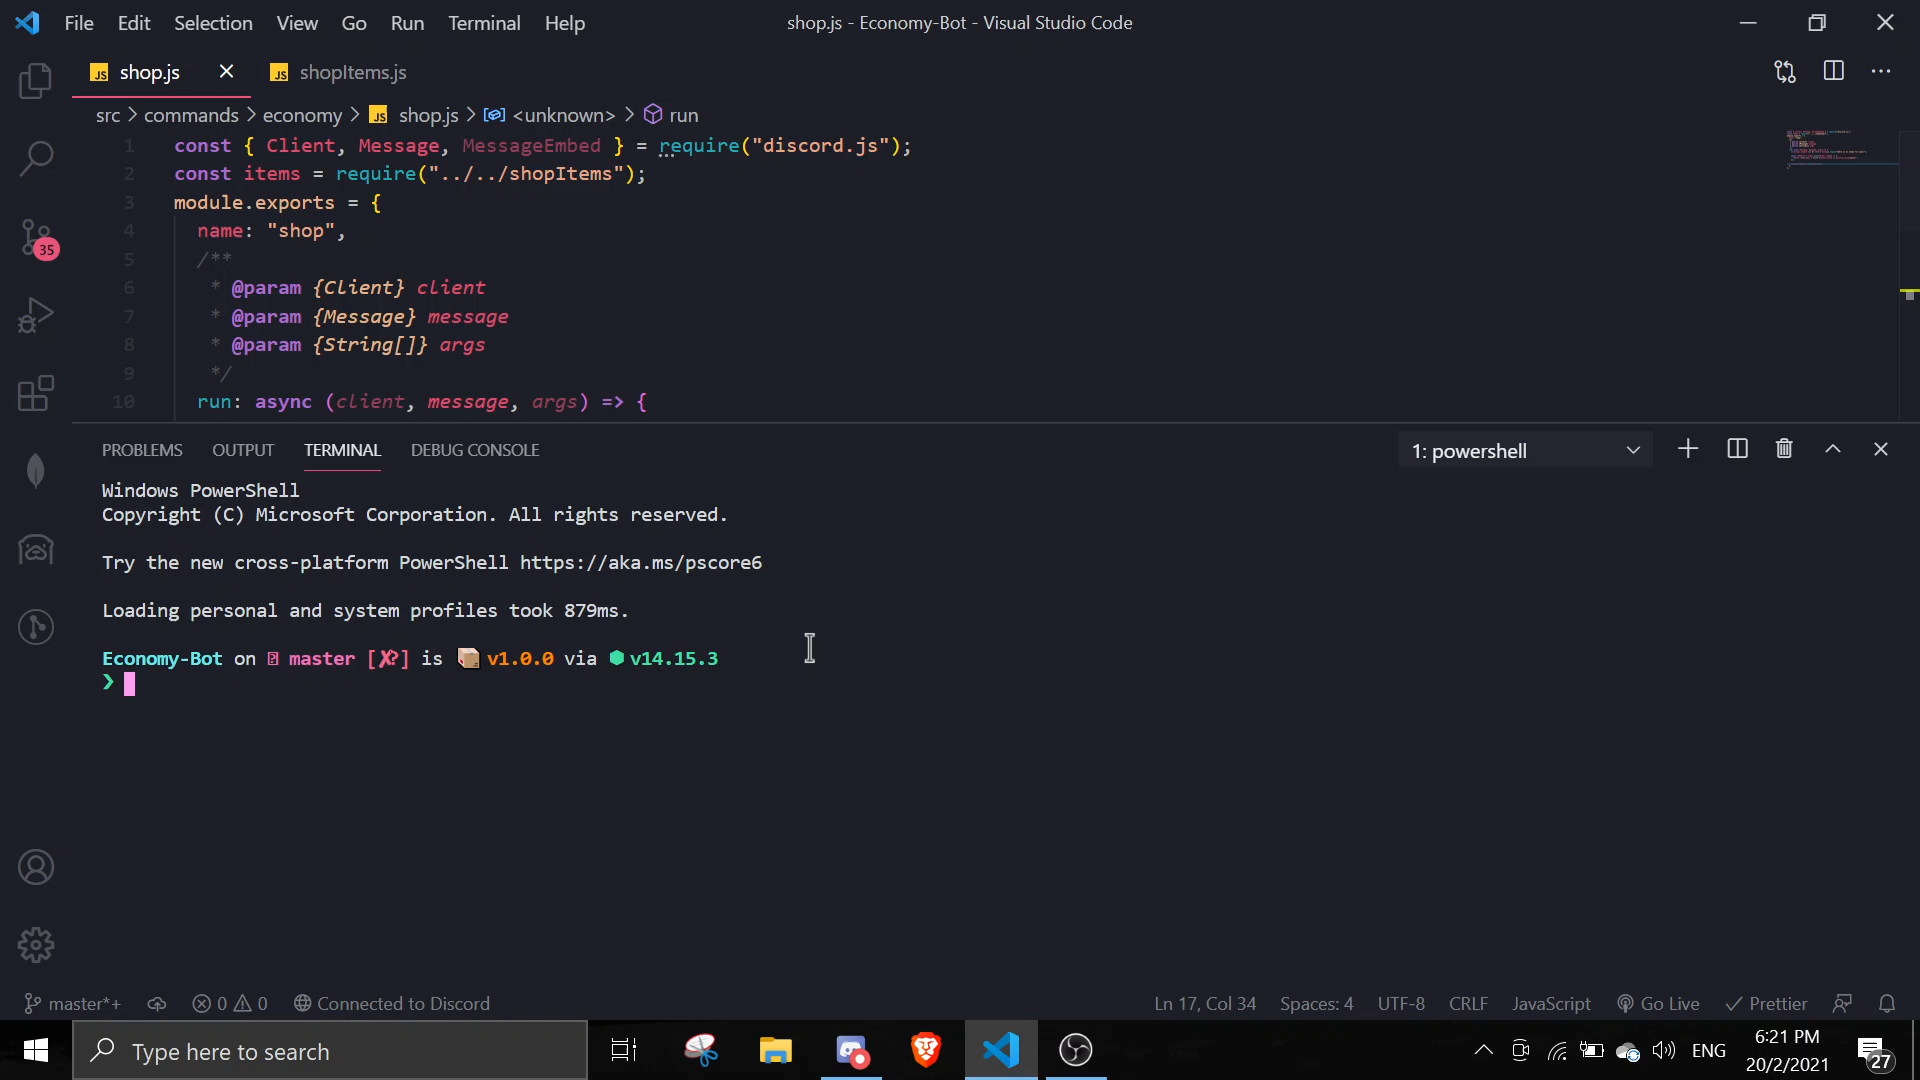 File Edit Selection View Go Run Terminal Help
shop.js - Economy-Bot - Visual Studio Code
JS shop.js JS shopItems.js
src > commands > economy > JS shop.js > <unknown> > run
1 const { Client, Message, MessageEmbed } = require("discord.js");
2 const items = require("../../shopItems");
3 module.exports = {
4 name: "shop",
5 /**
6 * @param {Client} client
7 * @param {Message} message
8 * @param {String[]} args
9 */
10 run: async (client, message, args) => {
35
PROBLEMS OUTPUT TERMINAL DEBUG CONSOLE
1: powershell
Windows PowerShell
Copyright (C) Microsoft Corporation. All rights reserved.
Try the new cross-platform PowerShell https://aka.ms/pscore6
Loading personal and system profiles took 879ms.
Economy-Bot on master [✘?] is v1.0.0 via v14.15.3
❯
master*+ 0 0 Connected to Discord
Ln 17, Col 34 Spaces: 4 UTF-8 CRLF JavaScript Go Live Prettier
Type here to search
ENG
6:21 PM
20/2/2021
27